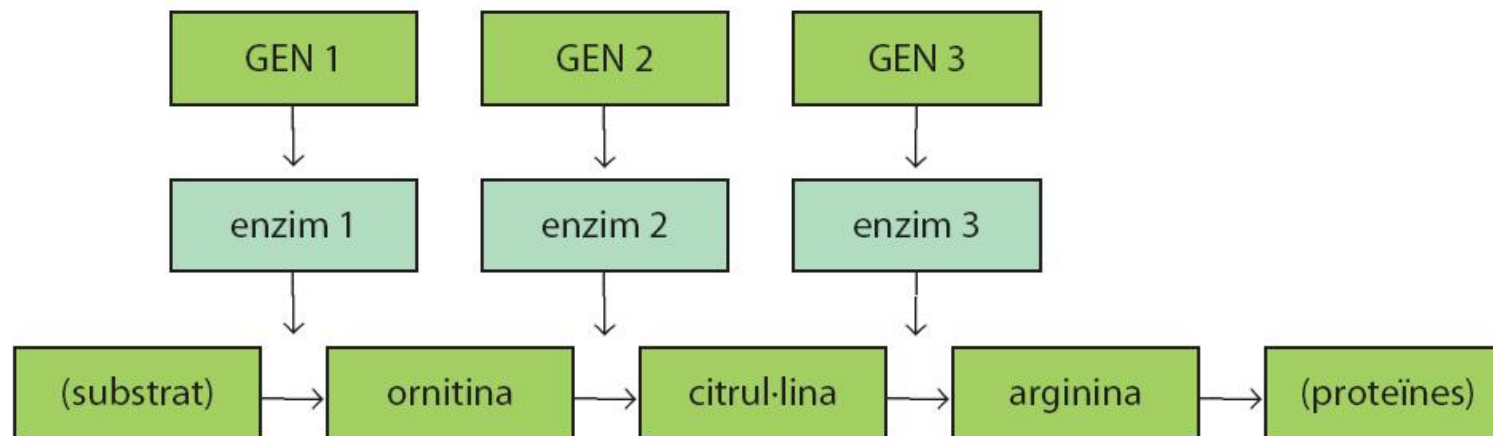 GEN 1
GEN 2
GEN 3
enzim 1
enzim 2
enzim 3
(substrat)
ornitina
citrul·lina
arginina
(proteïnes)